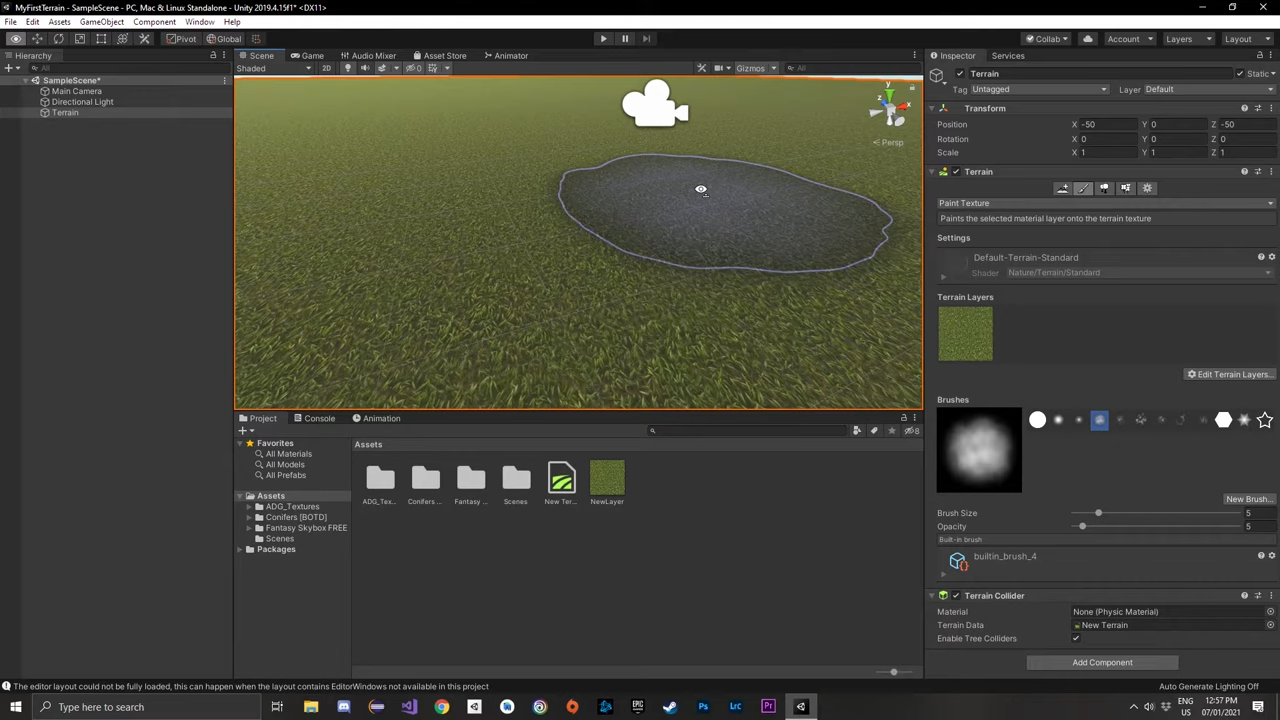 MyFirstTerrain - SampleScene - PC, Mac & Linux Standalone - Unity 2019.4.15f1* <DX11>
File Edit Assets GameObject Component Window Help
Pivot Global Collab Account Layers Layout
Hierarchy
All
SampleScene*
Main Camera
Directional Light
Terrain
Scene Game Audio Mixer Asset Store Animator
Shaded 2D 0 Gizmos All
y
x
z
Persp
Inspector Services
Terrain Static
Tag Untagged Layer Default
Transform
Position X -50 Y 0 Z -50
Rotation X 0 Y 0 Z 0
Scale X 1 Y 1 Z 1
Terrain
Paint Texture
Paints the selected material layer onto the terrain texture
Settings
Default-Terrain-Standard
Shader Nature/Terrain/Standard
Terrain Layers
Edit Terrain Layers...
Brushes
New Brush...
Brush Size 5
Opacity 5
Built-in brush
builtin_brush_4
Terrain Collider
Material None (Physic Material)
Terrain Data New Terrain
Enable Tree Colliders
Add Component
Project Console Animation
8
Favorites
All Materials
All Models
All Prefabs
Assets
ADG_Textures
Conifers [BOTD]
Fantasy Skybox FREE
Scenes
Packages
Assets
ADG_Tex... Conifers ... Fantasy ... Scenes New Ter... NewLayer
The editor layout could not be fully loaded, this can happen when the layout contains EditorWindows not available in this project
Auto Generate Lighting Off
Type here to search
ENG
US
12:57 PM
07/01/2021